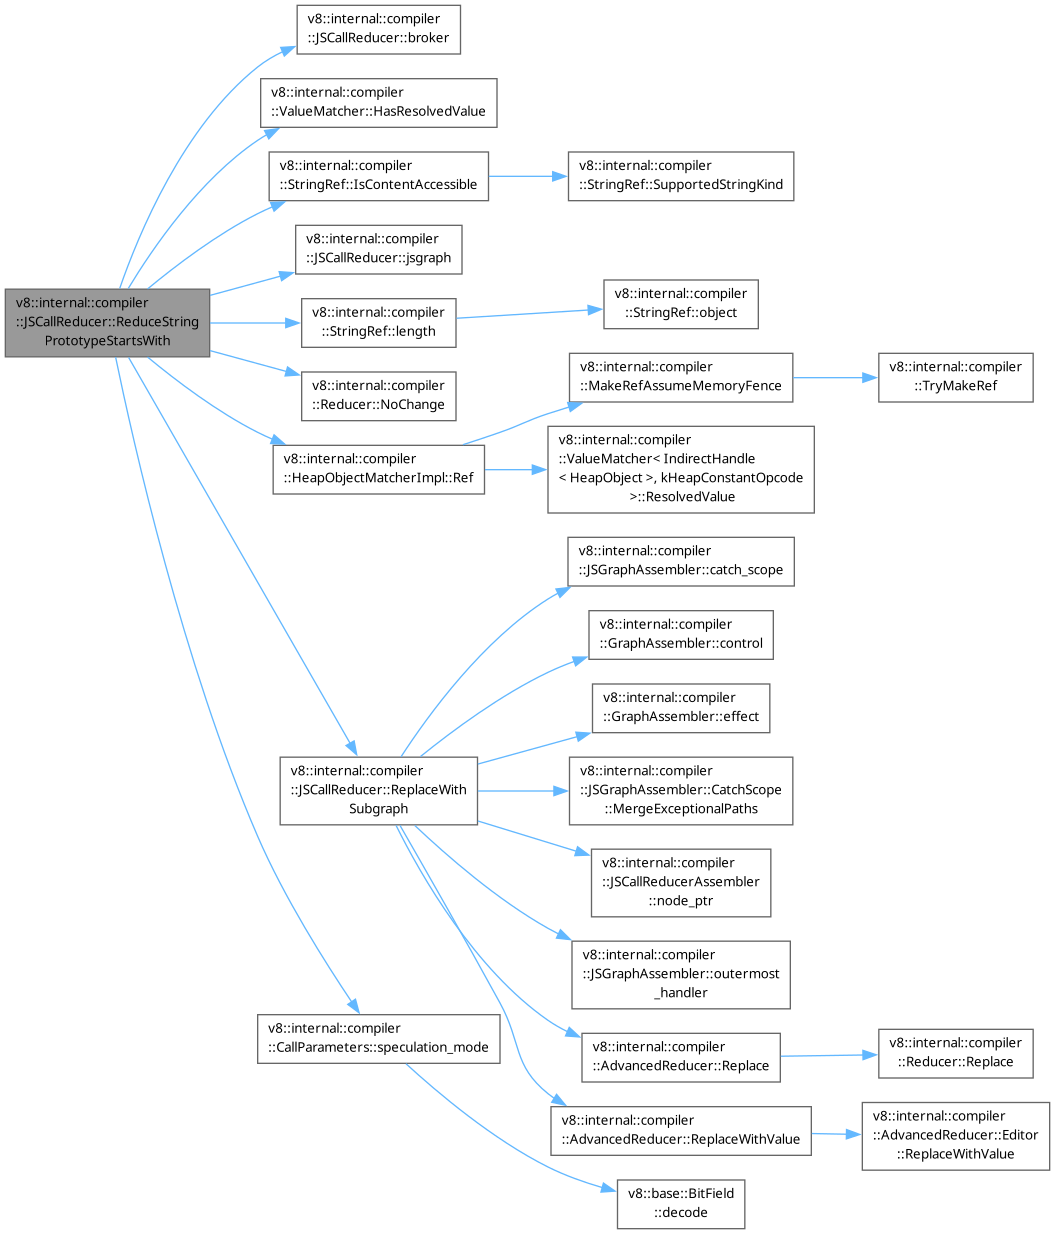 v8::internal::compiler
::JSCallReducer::ReduceString
PrototypeStartsWith
v8::internal::compiler
::JSCallReducer::broker
v8::internal::compiler
::ValueMatcher::HasResolvedValue
v8::internal::compiler
::StringRef::IsContentAccessible
v8::internal::compiler
::StringRef::SupportedStringKind
v8::internal::compiler
::JSCallReducer::jsgraph
v8::internal::compiler
::StringRef::length
v8::internal::compiler
::StringRef::object
v8::internal::compiler
::Reducer::NoChange
v8::internal::compiler
::HeapObjectMatcherImpl::Ref
v8::internal::compiler
::MakeRefAssumeMemoryFence
v8::internal::compiler
::TryMakeRef
v8::internal::compiler
::ValueMatcher< IndirectHandle
< HeapObject >, kHeapConstantOpcode
>::ResolvedValue
v8::internal::compiler
::JSCallReducer::ReplaceWith
Subgraph
v8::internal::compiler
::JSGraphAssembler::catch_scope
v8::internal::compiler
::GraphAssembler::control
v8::internal::compiler
::GraphAssembler::effect
v8::internal::compiler
::JSGraphAssembler::CatchScope
::MergeExceptionalPaths
v8::internal::compiler
::JSCallReducerAssembler
::node_ptr
v8::internal::compiler
::JSGraphAssembler::outermost
_handler
v8::internal::compiler
::AdvancedReducer::Replace
v8::internal::compiler
::Reducer::Replace
v8::internal::compiler
::AdvancedReducer::ReplaceWithValue
v8::internal::compiler
::AdvancedReducer::Editor
::ReplaceWithValue
v8::internal::compiler
::CallParameters::speculation_mode
v8::base::BitField
::decode